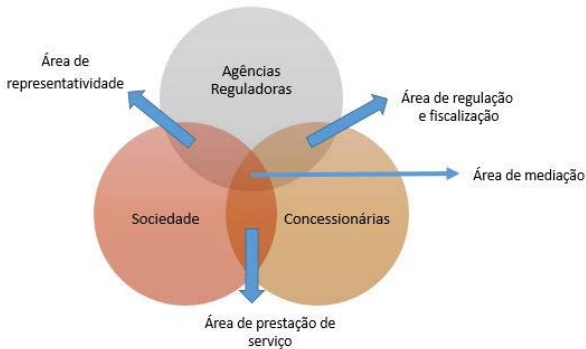 Área de
representatividade
Agências
Reguladoras
Área de regulação
e fiscalização
Área de mediação
Sociedade
Concessionárias
Área de prestação de
serviço